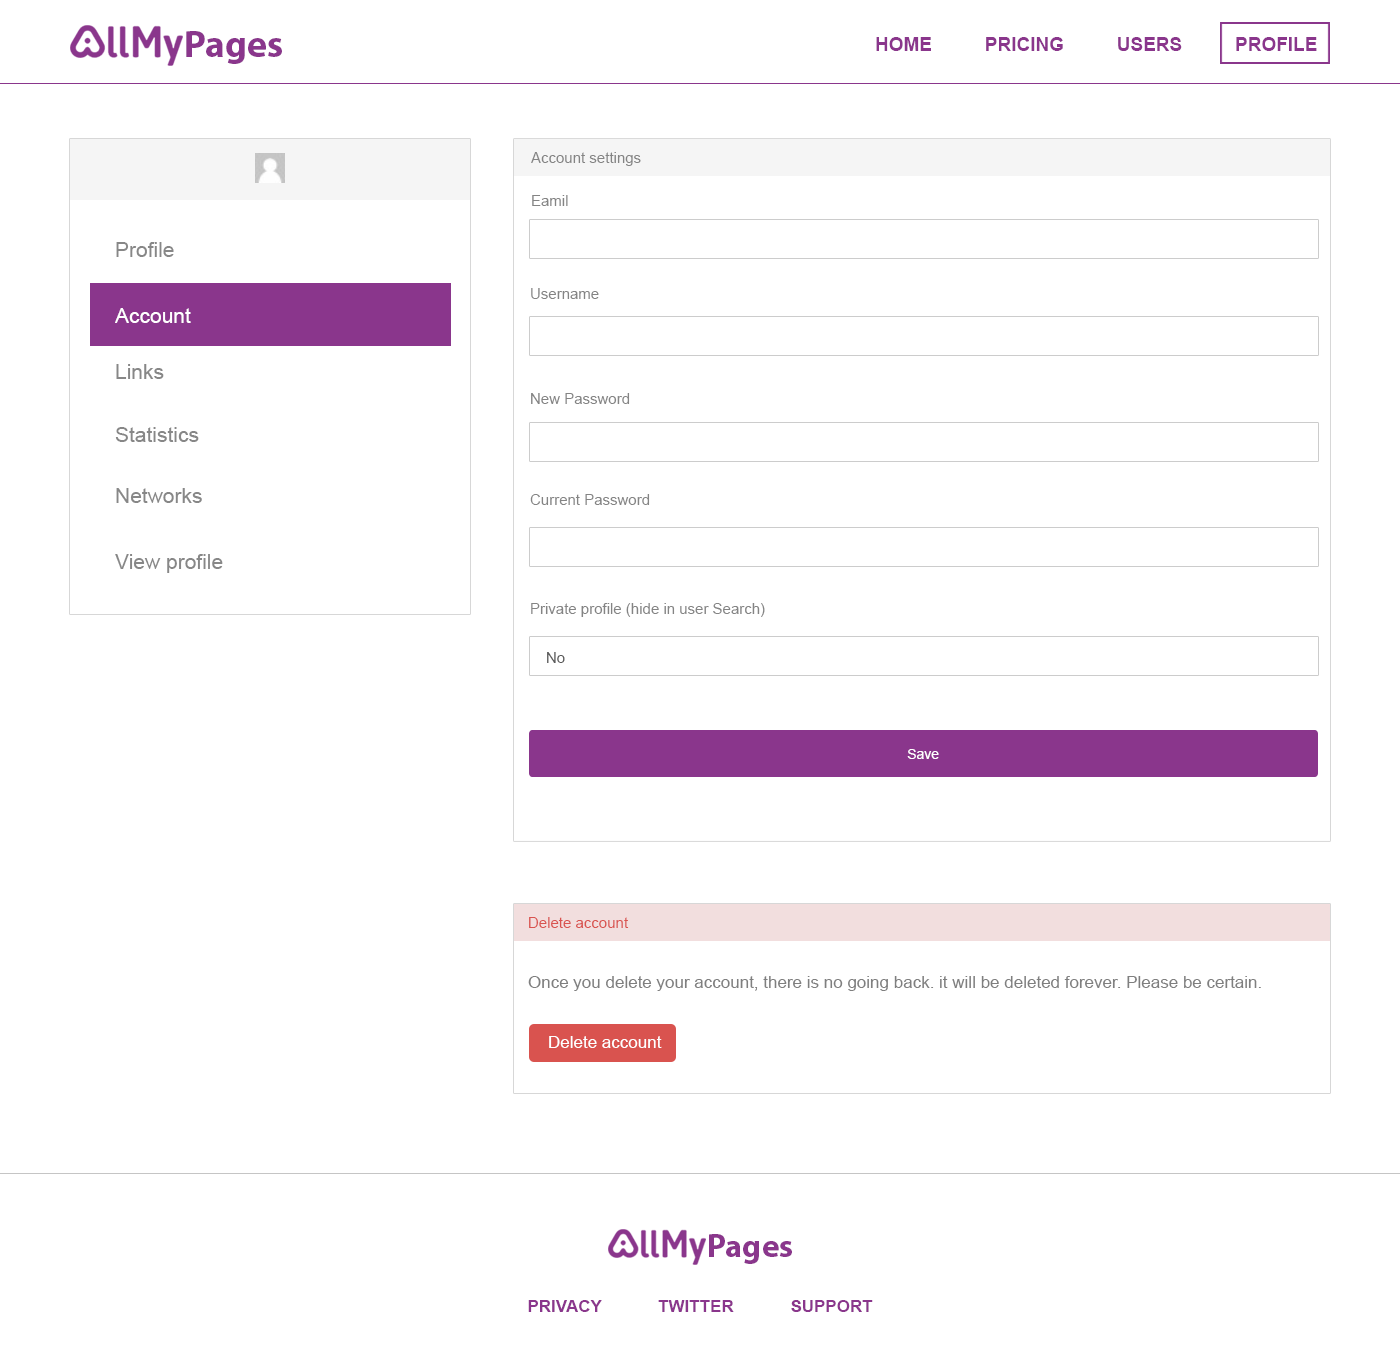 AllMyPages
HOME PRICING USERS PROFILE
Profile
Account
Links
Statistics
Networks
View profile
Account settings
Eamil
Username
New Password
Current Password
Private profile (hide in user Search)
No
Save
Delete account
Once you delete your account, there is no going back. it will be deleted forever. Please be certain.
Delete account
AllMyPages
PRIVACY TWITTER SUPPORT